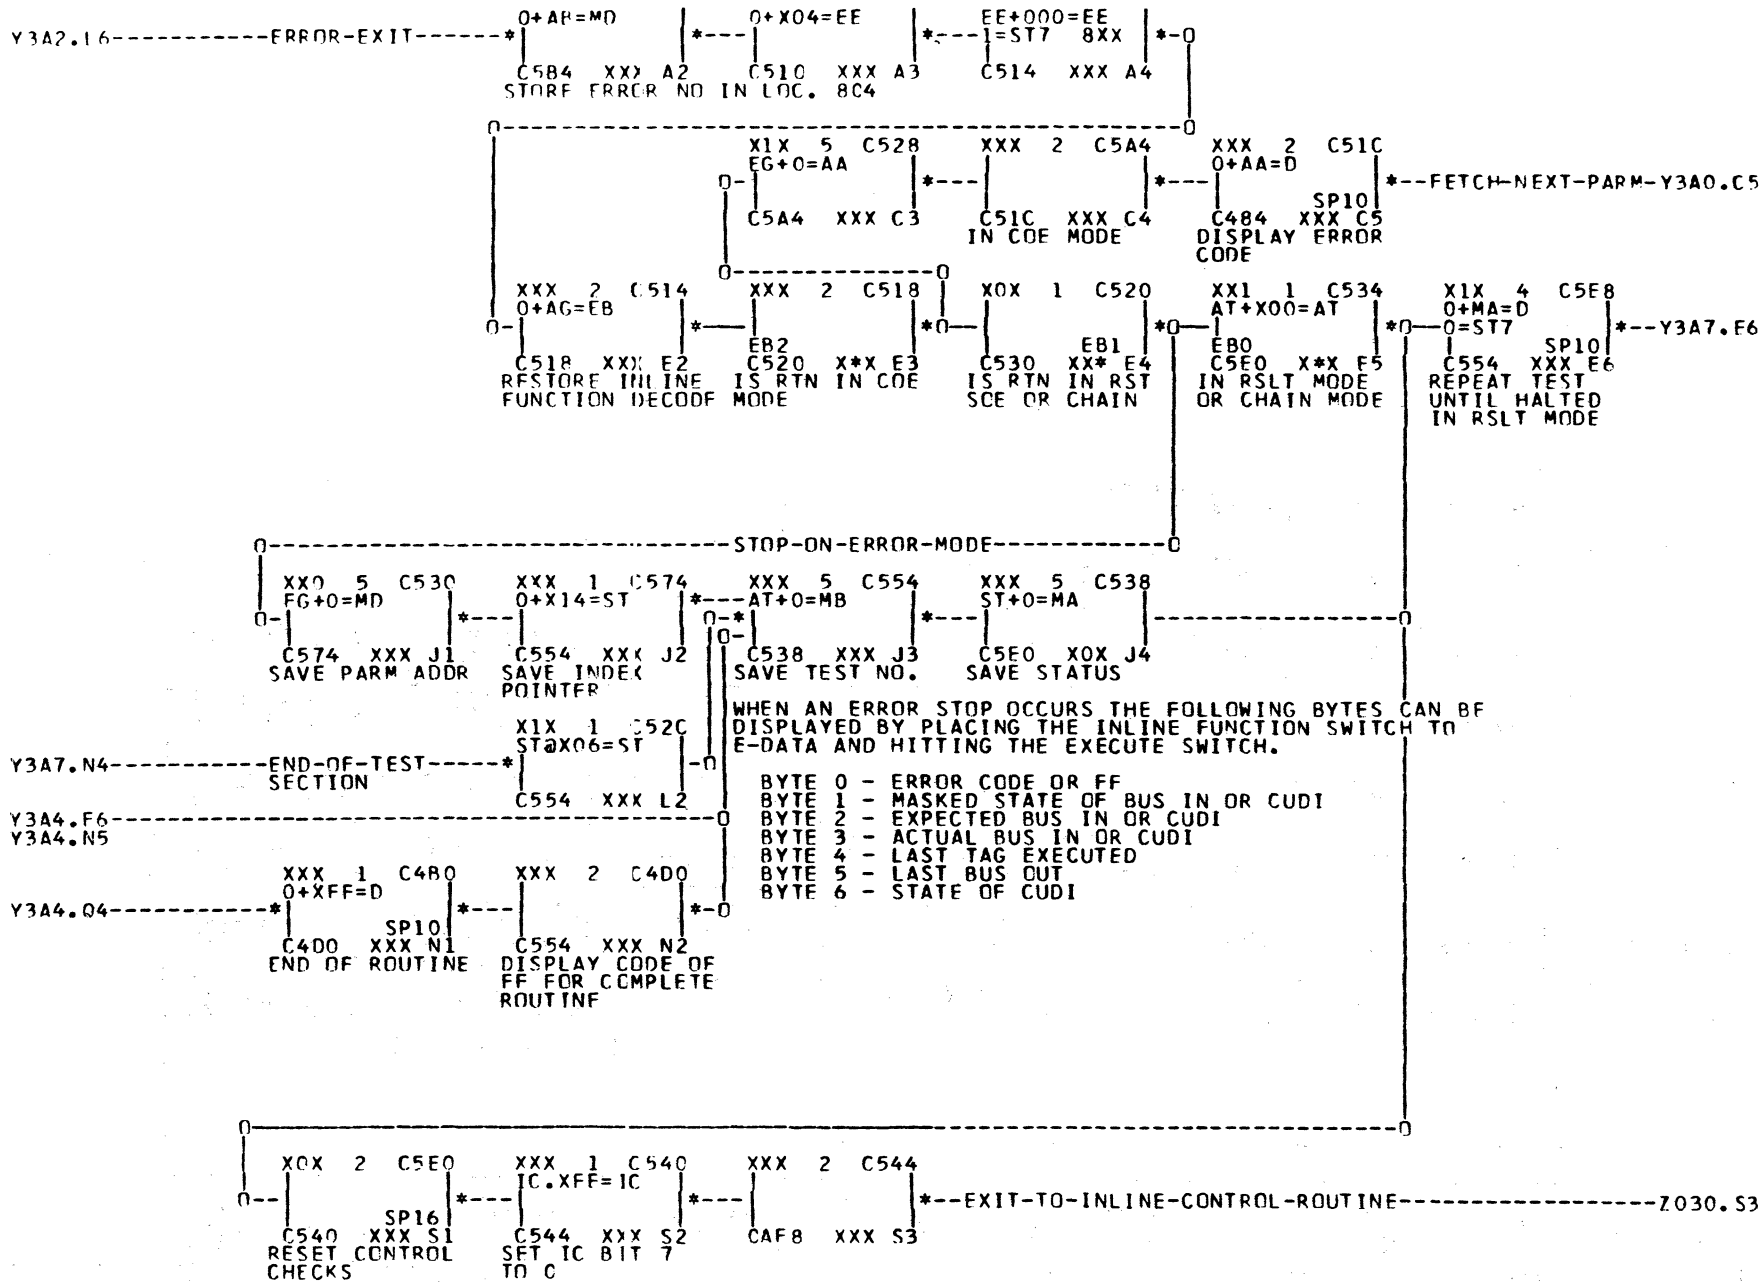 0+AB=MD 0+X04=EE EE+000=EE
Y3A2.L6-----------ERROR-EXIT------* *--- *---1=ST7 8XX *-0
C584 XXX A2 C510 XXX A3 C514 XXX A4
STORE ERROR NO IN LOC. 8C4
X1X 5 C528 XXX 2 C5A4 XXX 2 C51C
EG+0=AA 0+AA=D
*--- *--- *--FETCH-NEXT-PARM-Y3A0.C5
SP10
C5A4 XXX C3 C51C XXX C4 C484 XXX C5
IN COE MODE DISPLAY ERROR
CODE
XXX 2 C514 XXX 2 C518 X0X 1 C520 XX1 1 C534 X1X 4 C5E8
0+AG=EB AT+X00=AT 0+MA=D
0=ST7 *--Y3A7.E6
EB2 EB1 EB0 SP10
C518 XXX E2 C520 X*X E3 C530 XX* E4 C5E0 X*X E5 C554 XXX E6
RESTORE INLINE IS RTN IN COE IS RTN IN RST IN RSLT MODE REPEAT TEST
FUNCTION DECODE MODE SOE OR CHAIN OR CHAIN MODE UNTIL HALTED
IN RSLT MODE
0-----------------------------STOP-ON-ERROR-MODE-----------0
XX0 5 C530 XXX 1 C574 XXX 5 C554 XXX 5 C538
FG+0=MD 0+X14=ST AT+0=MB ST+0=MA
C574 XXX J1 C554 XXX J2 C538 XXX J3 C5E0 X0X J4
SAVE PARM ADDR SAVE INDEX SAVE TEST NO. SAVE STATUS
POINTER
WHEN AN ERROR STOP OCCURS THE FOLLOWING BYTES CAN BE
X1X 1 C52C DISPLAYED BY PLACING THE INLINE FUNCTION SWITCH TO
ST@X06=ST E-DATA AND HITTING THE EXECUTE SWITCH.
Y3A7.N4-----------END-OF-TEST-----*
SECTION
BYTE 0 - ERROR CODE OR FF
C554 XXX L2 BYTE 1 - MASKED STATE OF BUS IN OR CUDI
Y3A4.F6 BYTE 2 - EXPECTED BUS IN OR CUDI
Y3A4.N5 BYTE 3 - ACTUAL BUS IN OR CUDI
BYTE 4 - LAST TAG EXECUTED
XXX 1 C4B0 XXX 2 C4D0 BYTE 5 - LAST BUS OUT
0+XFF=D BYTE 6 - STATE OF CUDI
Y3A4.Q4-----------* *--- *-0
SP10
C4D0 XXX N1 C554 XXX N2
END OF ROUTINE DISPLAY CODE OF
FF FOR COMPLETE
ROUTINE
X0X 2 C5E0 XXX 1 C540 XXX 2 C544
IC.XFE=IC
*--- *--- *--EXIT-TO-INLINE-CONTROL-ROUTINE-----------------Z030.S3
SP16
C540 XXX S1 C544 XXX S2 CAF8 XXX S3
RESET CONTROL SET IC BIT 7
CHECKS TO 0